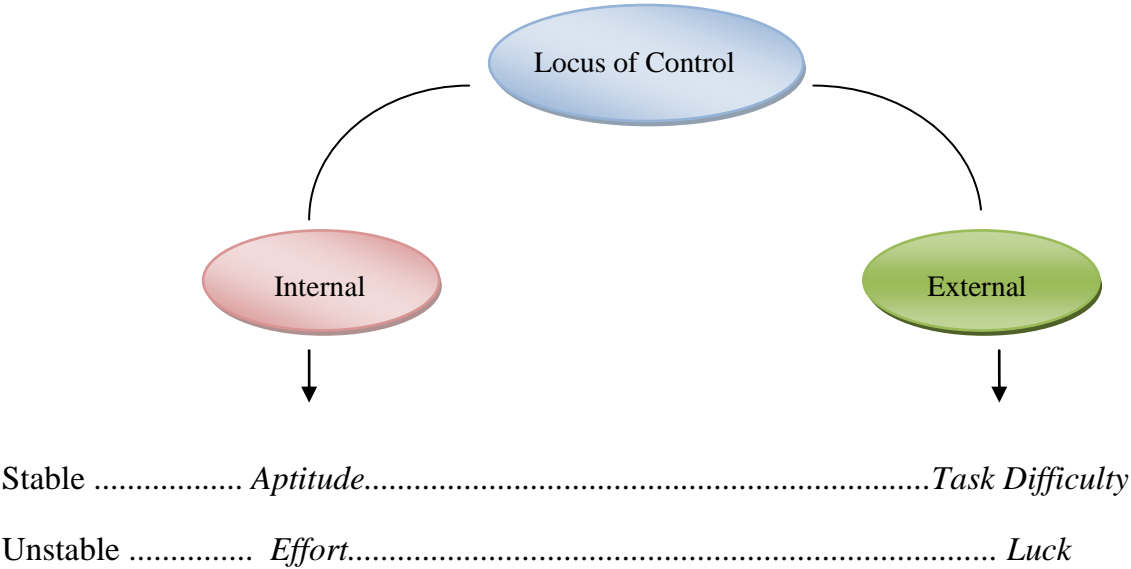 Locus of Control
Internal
External
Stable ................. Aptitude.....................................................................Task Difficulty
Unstable .............. Effort............................................................................... Luck